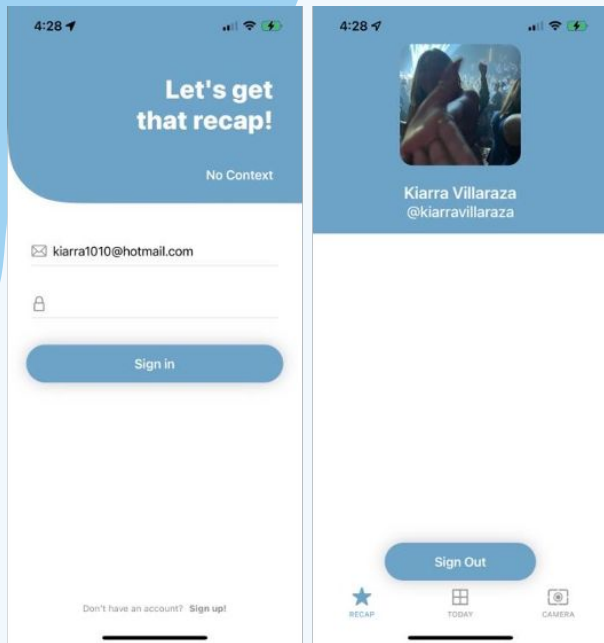 4:28
Let's get
that recap!
No Context
kiarra1010@hotmail.com
Sign in
Don't have an account? Sign up!
4:28
Kiarra Villaraza
@kiarravillaraza
Sign Out
RECAP TODAY CAMERA